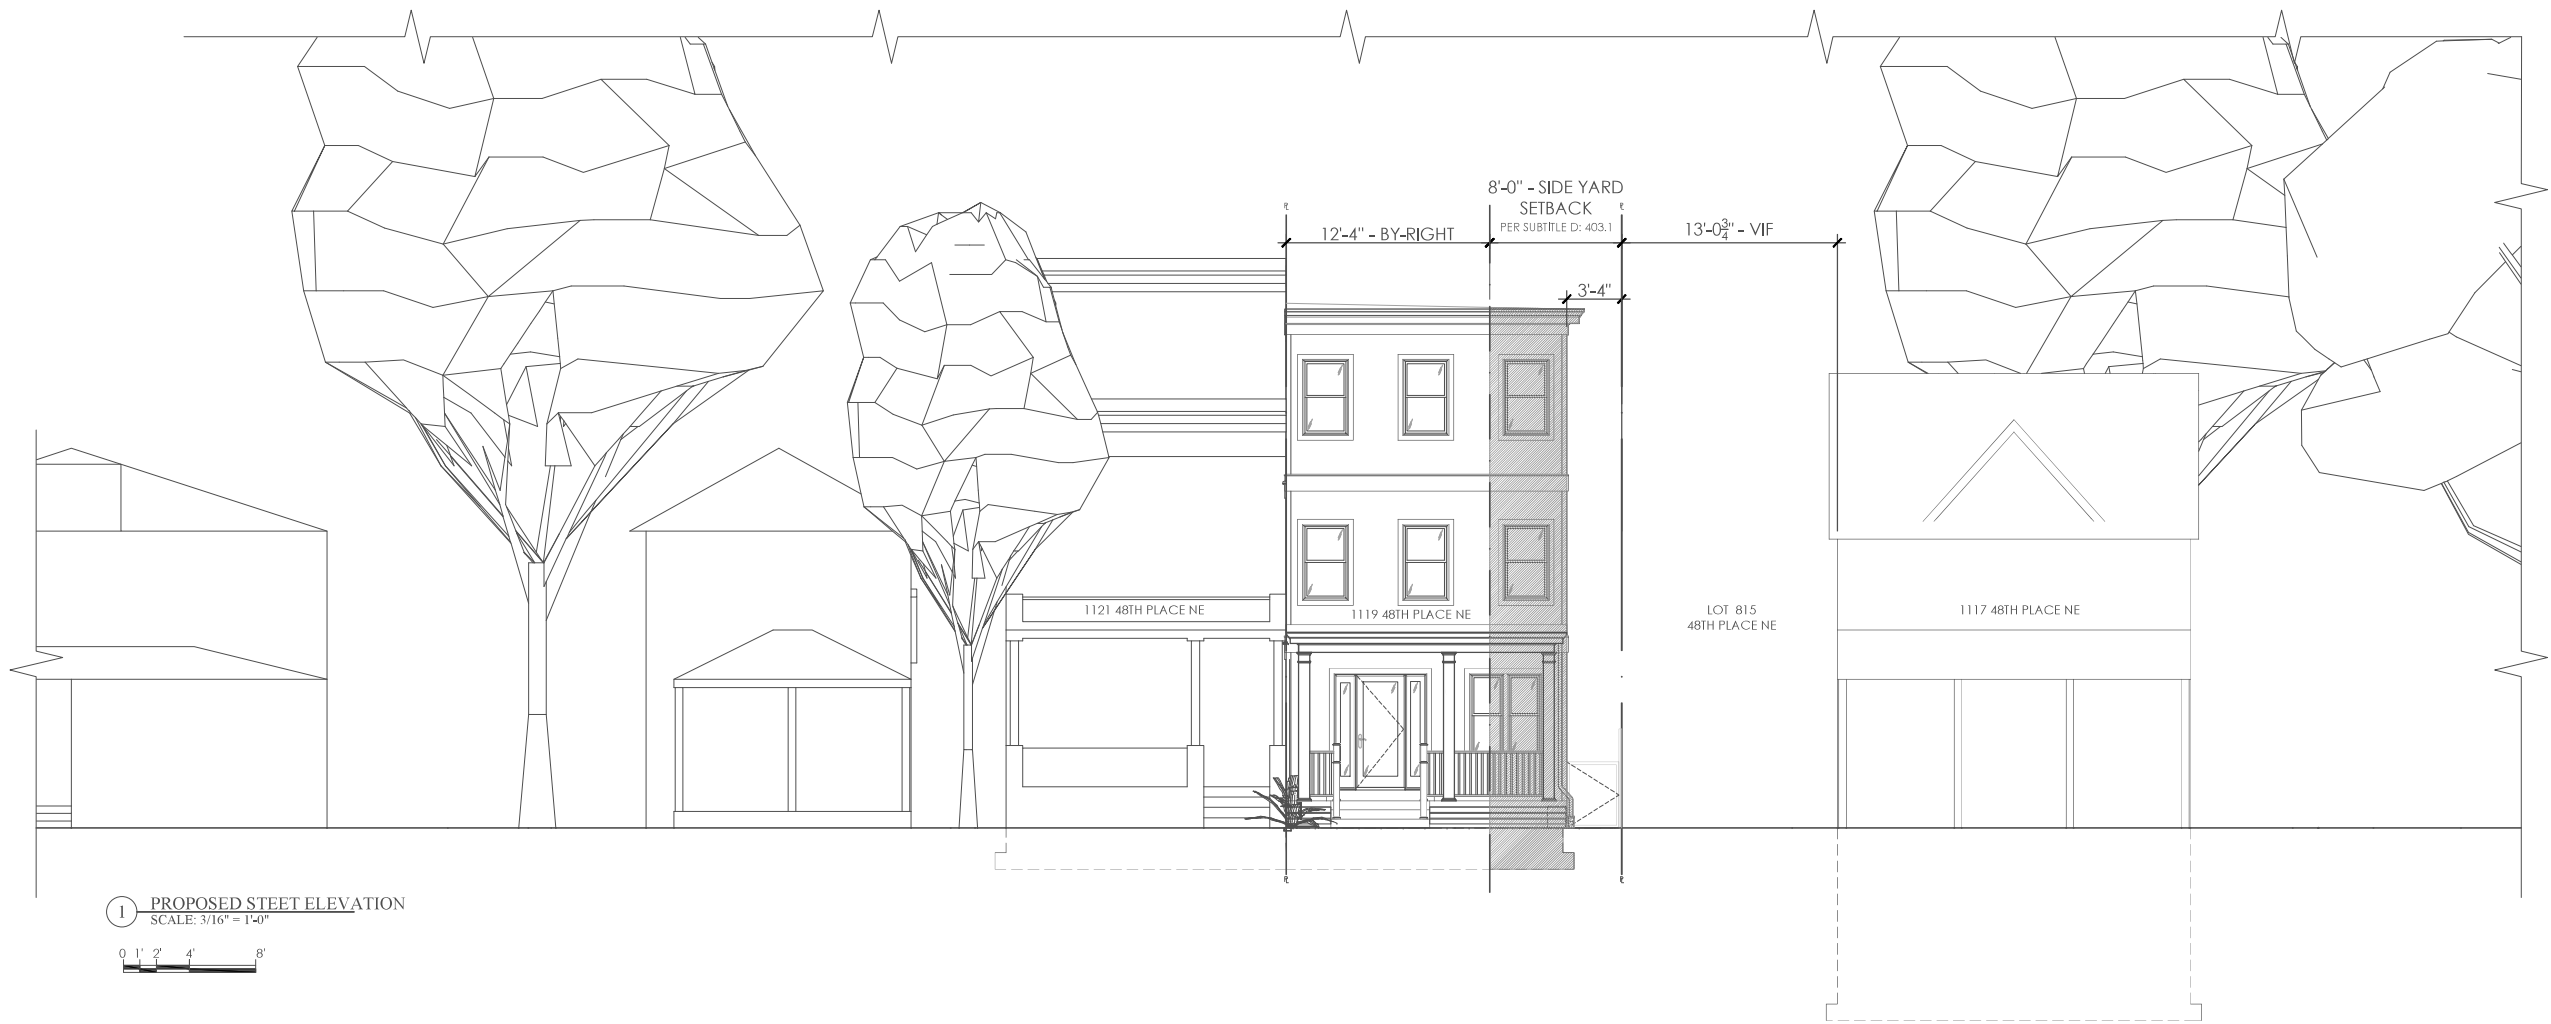 8'-0" - SIDE YARD
SETBACK
PER SUBTITLE D: 403.1
12'-4" - BY-RIGHT
13'-0 3/4" - VIF
3'-4"
1121 48TH PLACE NE
1119 48TH PLACE NE
LOT 815
48TH PLACE NE
1117 48TH PLACE NE
1 PROPOSED STEET ELEVATION
SCALE: 3/16" = 1'-0"
0 1' 2' 4' 8'